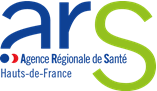 ars
Agence Régionale de Santé
Hauts-de-France